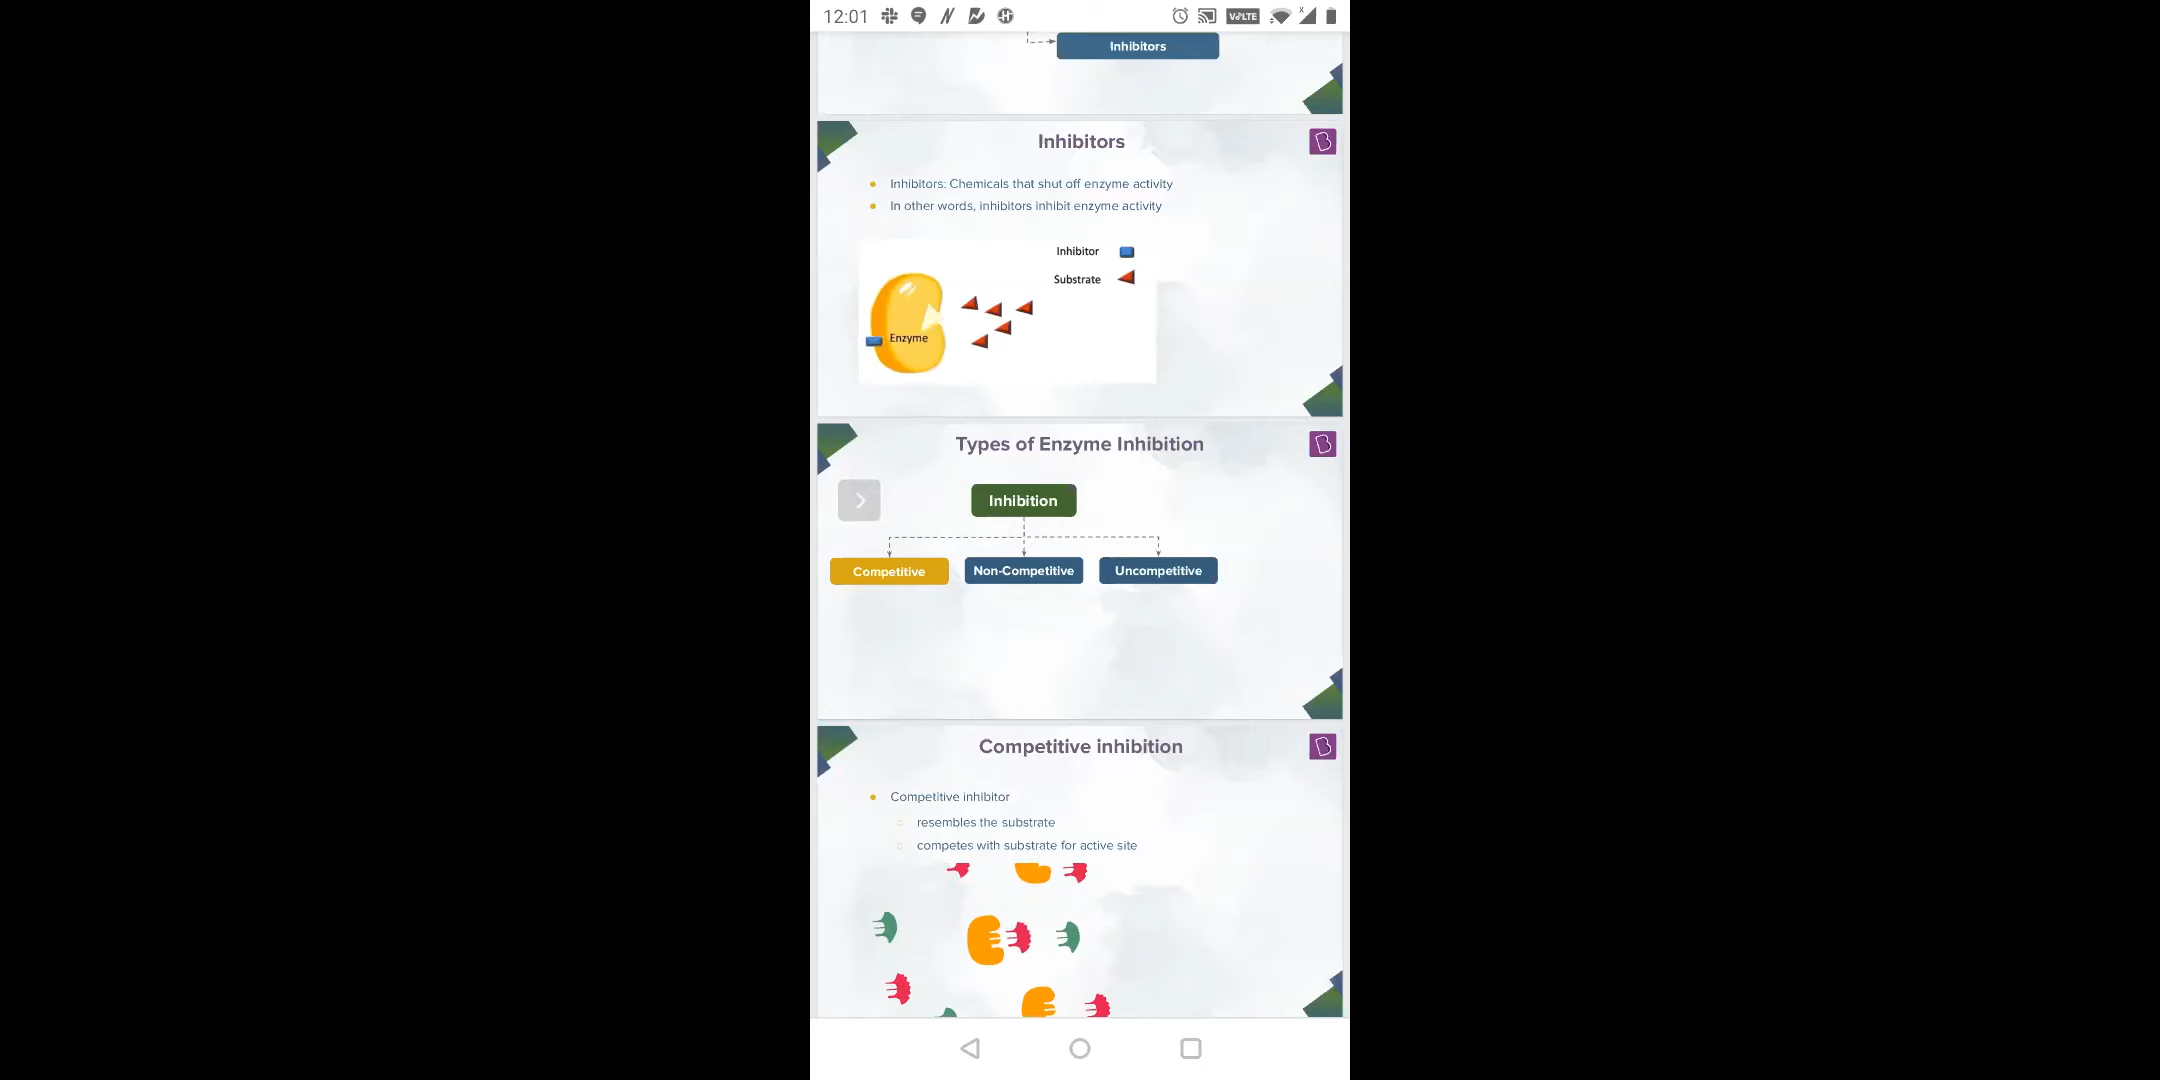 12:01
VoLTE
Inhibitors
Inhibitors
Inhibitors: Chemicals that shut off enzyme activity
In other words, inhibitors inhibit enzyme activity
Inhibitor
Substrate
Enzyme
Types of Enzyme Inhibition
Inhibition
Competitive
Non-Competitive
Uncompetitive
Competitive inhibition
Competitive inhibitor
resembles the substrate
competes with substrate for active site